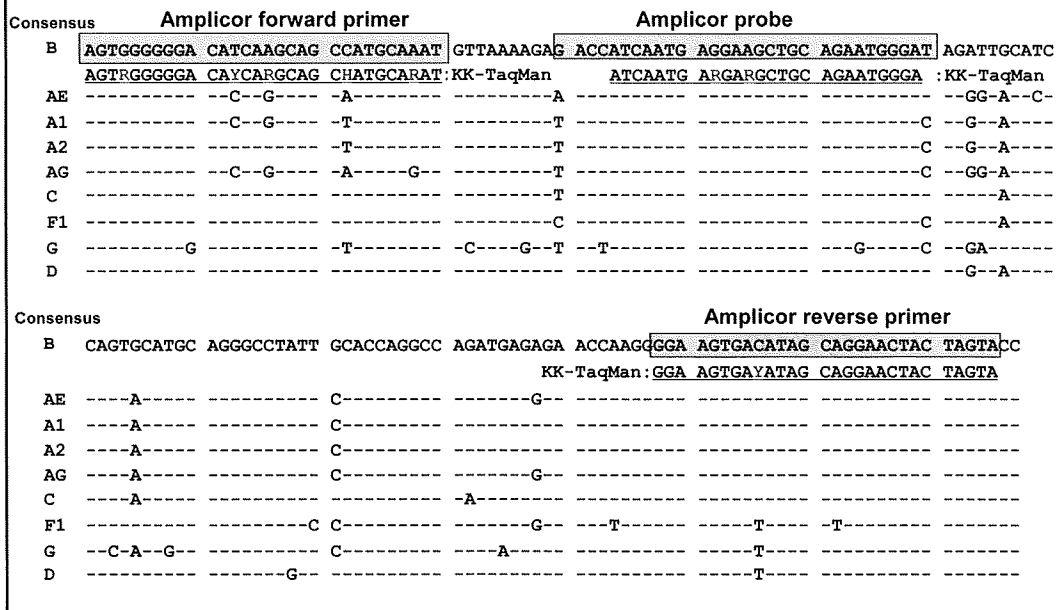 Consensus Amplicor forward primer Amplicor probe
B AGTGGGGGGA CATCAAGCAG CCATGCAAAT GTTAAAAGAG ACCATCAATG AGGAAGCTGC AGAATGGGAT AGATTGCATC
AGTRGGGGGA CAYCARGCAG CHATGCARAT:KK-TaqMan ATCAATG ARGARGCTGC AGAATGGGA :KK-TaqMan
AE ---------- --C--G---- -A-------- ---------A ---------- ---------- ---------- --GG-A--C-
A1 ---------- --C--G---- -T-------- ---------T ---------- ---------- ---------C --G--A----
A2 ---------- ---------- -T-------- ---------T ---------- ---------- ---------C --G--A----
AG ---------- --C--G---- -A-----G-- ---------T ---------- ---------- ---------C --GG-A----
C ---------- ---------- ---------- ---------T ---------- ---------- ---------- -----A----
F1 ---------- ---------- ---------- ---------C ---------- ---------- ---------C -----A----
G ---------G ---------- -T-------- -C----G--T --T------- ---------- ---G-----C --GA------
D ---------- ---------- ---------- ---------- ---------- ---------- ---------- --G--A----
Consensus Amplicor reverse primer
B CAGTGCATGC AGGGCCTATT GCACCAGGCC AGATGAGAGA ACCAAGGGGA AGTGACATAG CAGGAACTAC TAGTACC
KK-TaqMan:GGA AGTGAYATAG CAGGAACTAC TAGTA
AE ----A----- ---------- C--------- -------G-- ---------- ---------- ---------- -------
A1 ----A----- ---------- C--------- ---------- ---------- ---------- ---------- -------
A2 ----A----- ---------- C--------- ---------- ---------- ---------- ---------- -------
AG ----A----- ---------- C--------- -------G-- ---------- ---------- ---------- -------
C ----A----- ---------- ---------- -A-------- ---------- ---------- ---------- -------
F1 ---------- ---------C C--------- -------G-- ---T------ -----T---- -T-------- -------
G --C-A--G-- ---------- C--------- ----A----- ---------- -----T---- ---------- -------
D ---------- -------G-- ---------- ---------- ---------- -----T---- ---------- -------